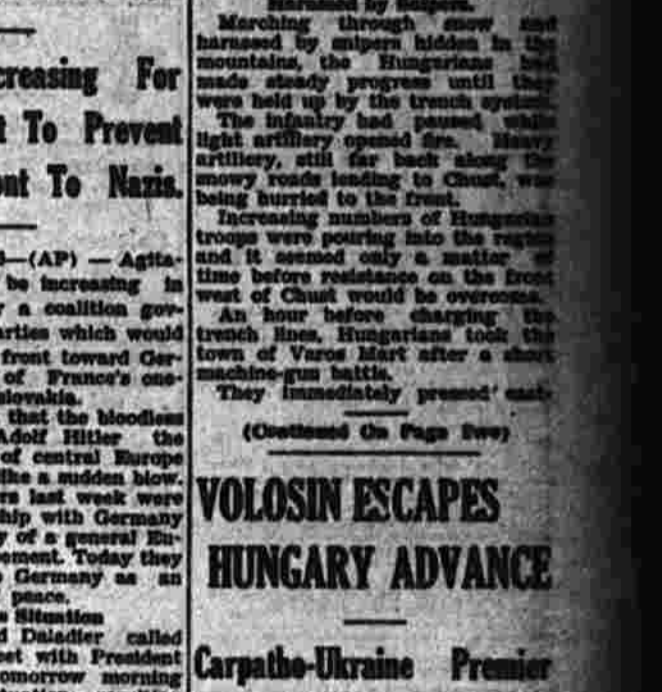 creasing For
t To Prevent
ont To Nazis.
—(AP) — Agita-
be increasing in
a coalition gov-
arties which would
front toward Ger-
of France's one-
slovakia.
that the bloodless
Adolf Hitler the
of central Europe
like a sudden blow.
rs last week were
hip with Germany
y of a general Eu-
ement. Today they
Germany as an
peace.
Situation
d Daladier called
eet with President
omorrow morning
Harassed by Snipers.
Marching through snow and
harassed by snipers hidden in the
mountains, the Hungarians had
made steady progress until they
were held up by the trench system.
The infantry had paused while
light artillery opened fire. Heavy
artillery, still far back along the
snowy roads leading to Chust, was
being hurried to the front.
Increasing numbers of Hungarian
troops were pouring into the region
and it seemed only a matter of
time before resistance on the front
west of Chust would be overcome.
An hour before charging the
trench lines, Hungarians took the
town of Varos Mart after a short
machine-gun battle.
They immediately pressed east-
(Continued On Page Two)
VOLOSIN ESCAPES
HUNGARY ADVANCE
Carpatho-Ukraine Premier